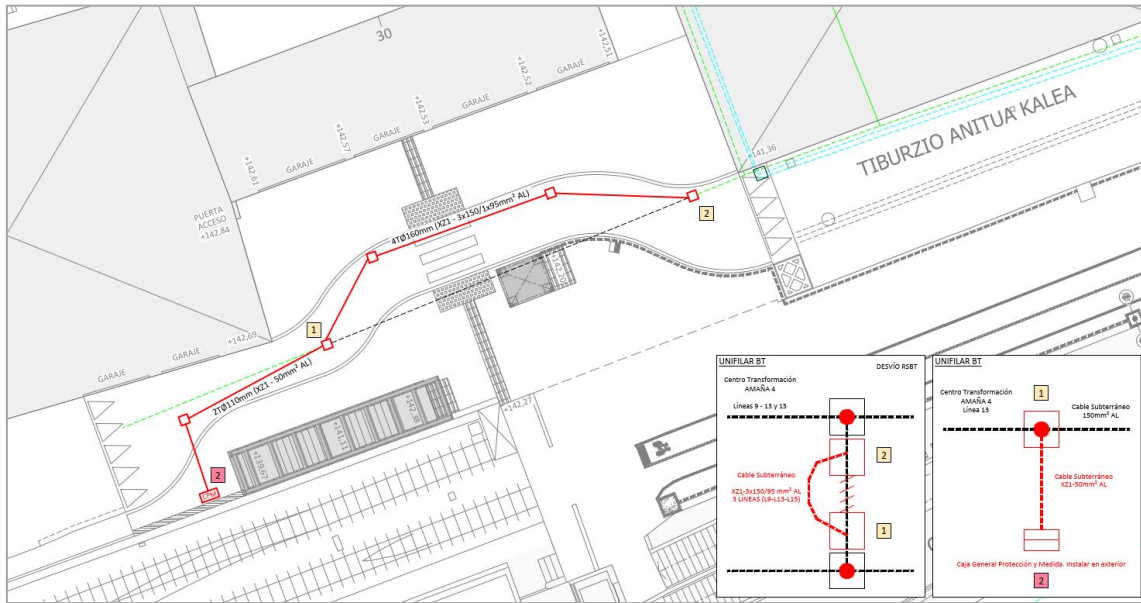 30
GARAJE
+142,51
GARAJE
+142,52
GARAJE
+142,53
GARAJE
+142,57
GARAJE
+142,61
PUERTA
ACCESO
+142,84
TIBURZIO ANITUA KALEA
+141,36
4TØ160mm (XZ1 - 3x150/1x95mm² AL)
2
+142,20
1
+142,69
GARAJE
GARAJE
2TØ110mm (XZ1 - 50mm² AL)
+142,38
+142,27
+141,11
+139,67
2
CPM
UNIFILAR BT
DESVÍO RSBT
Centro Transformación
AMAÑA 4
Líneas 9 - 13 y 15
2
Cable Subterráneo
XZ1-3x150/95 mm² AL
3 LÍNEAS (L9-L13-L15)
1
UNIFILAR BT
1
Centro Transformación
AMAÑA 4
Línea 13
Cable Subterráneo
150mm² AL
Cable Subterráneo
XZ1-50mm² AL
Caja General Protección y Medida. Instalar en exterior
2